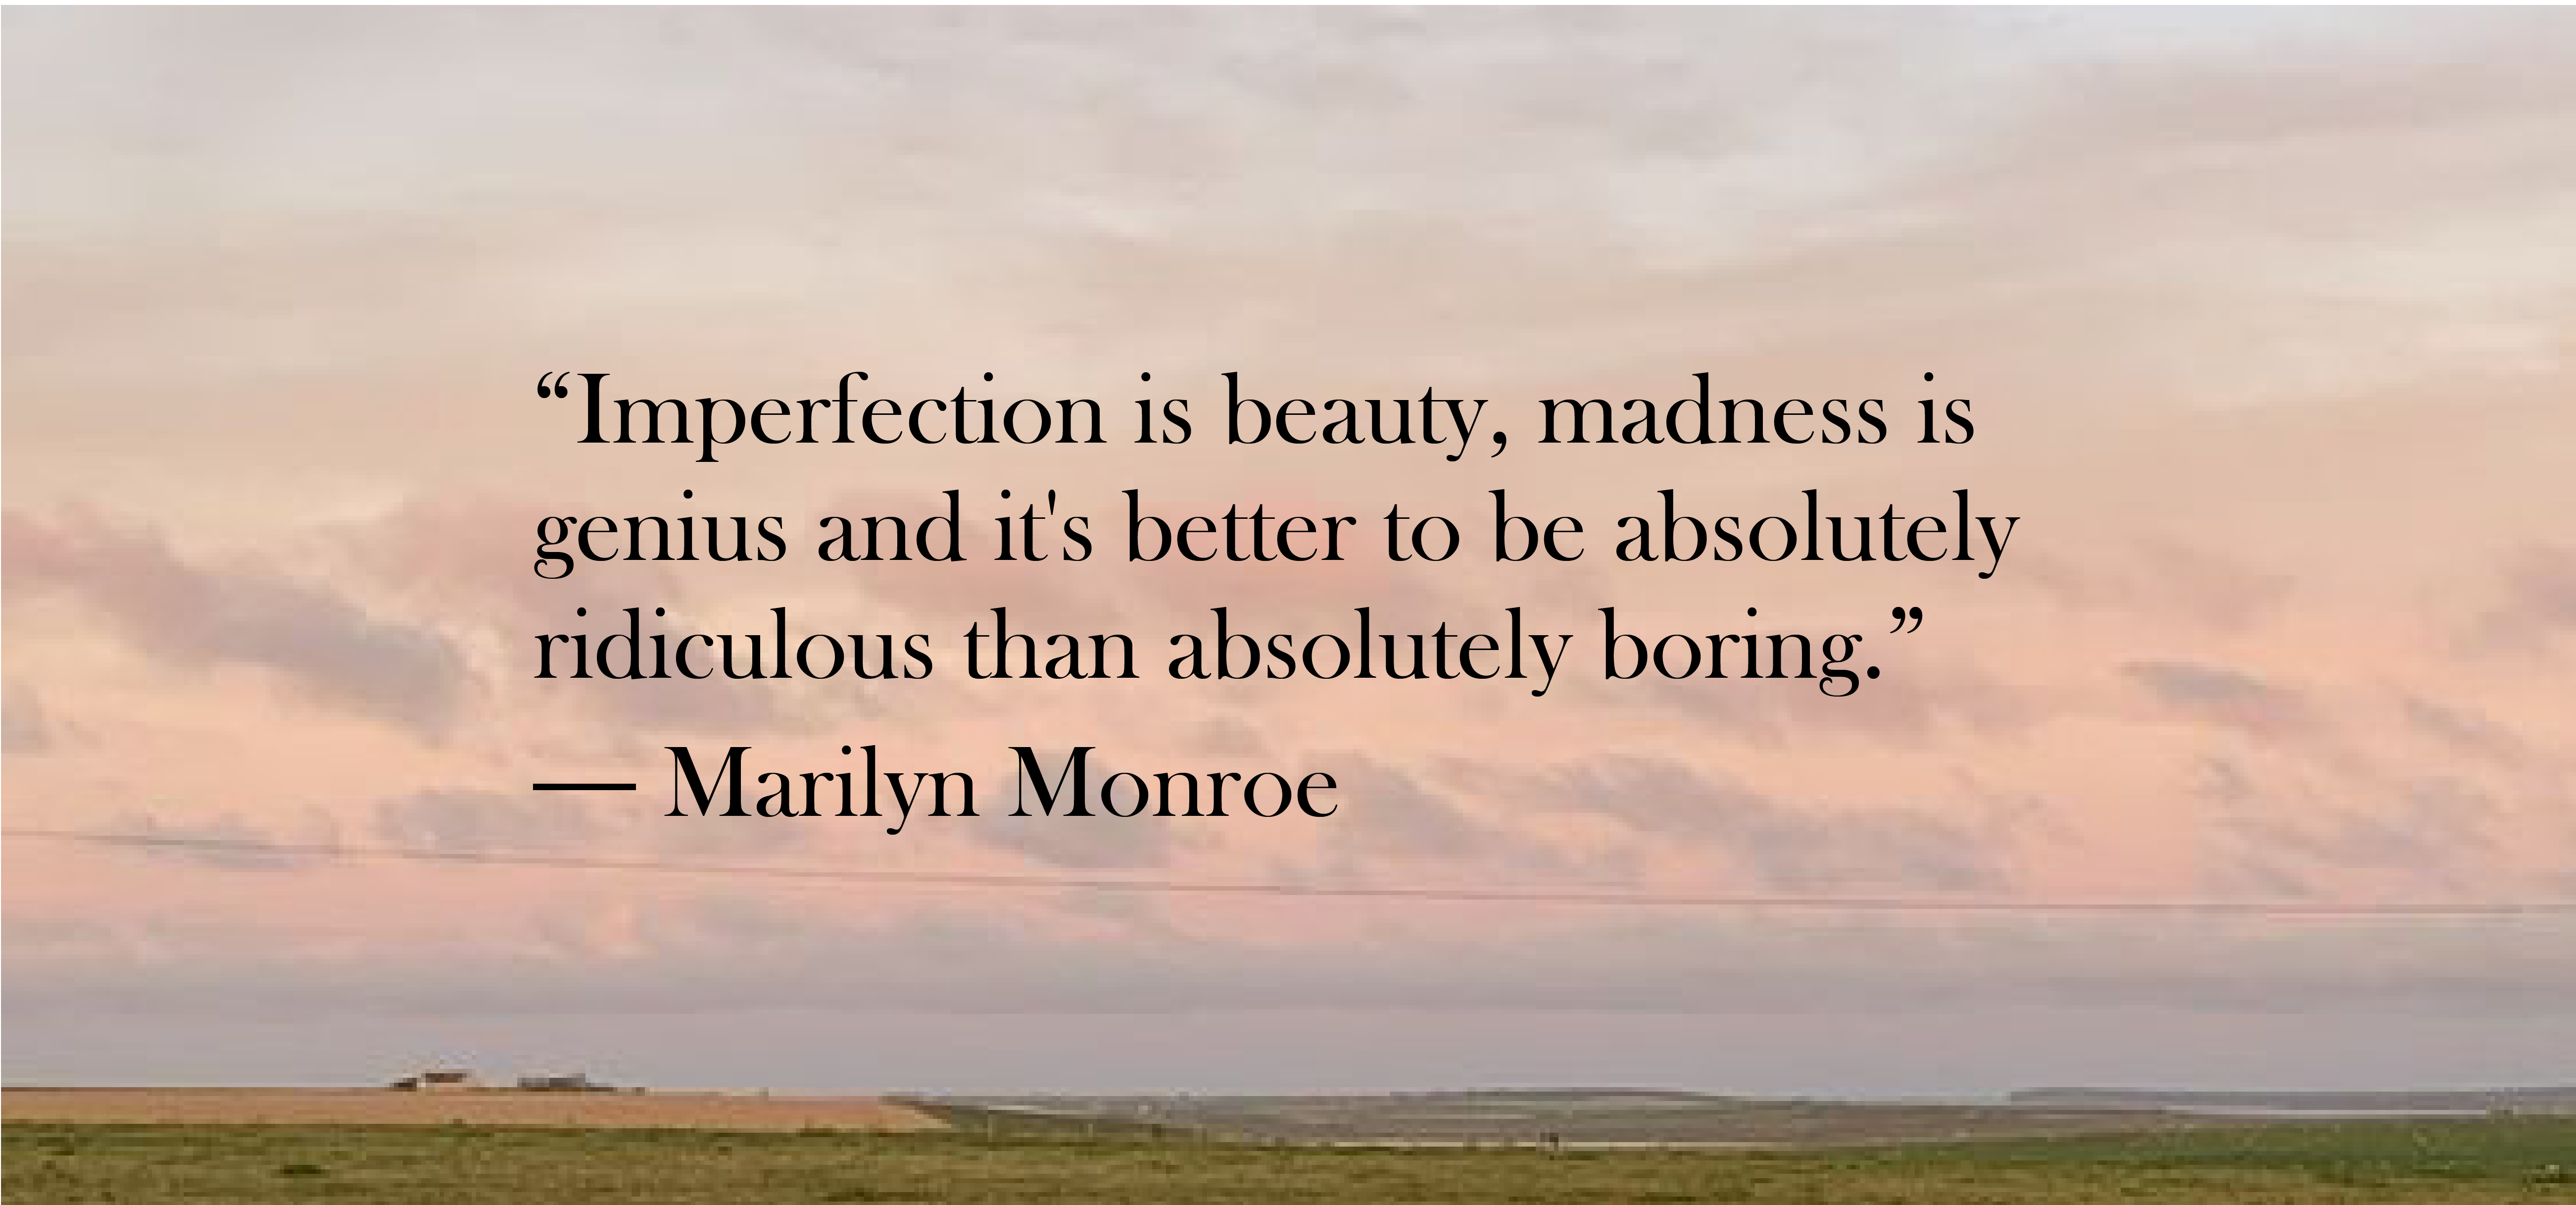 “Imperfection is beauty, madness is
genius and it's better to be absolutely
ridiculous than absolutely boring.”
— Marilyn Monroe